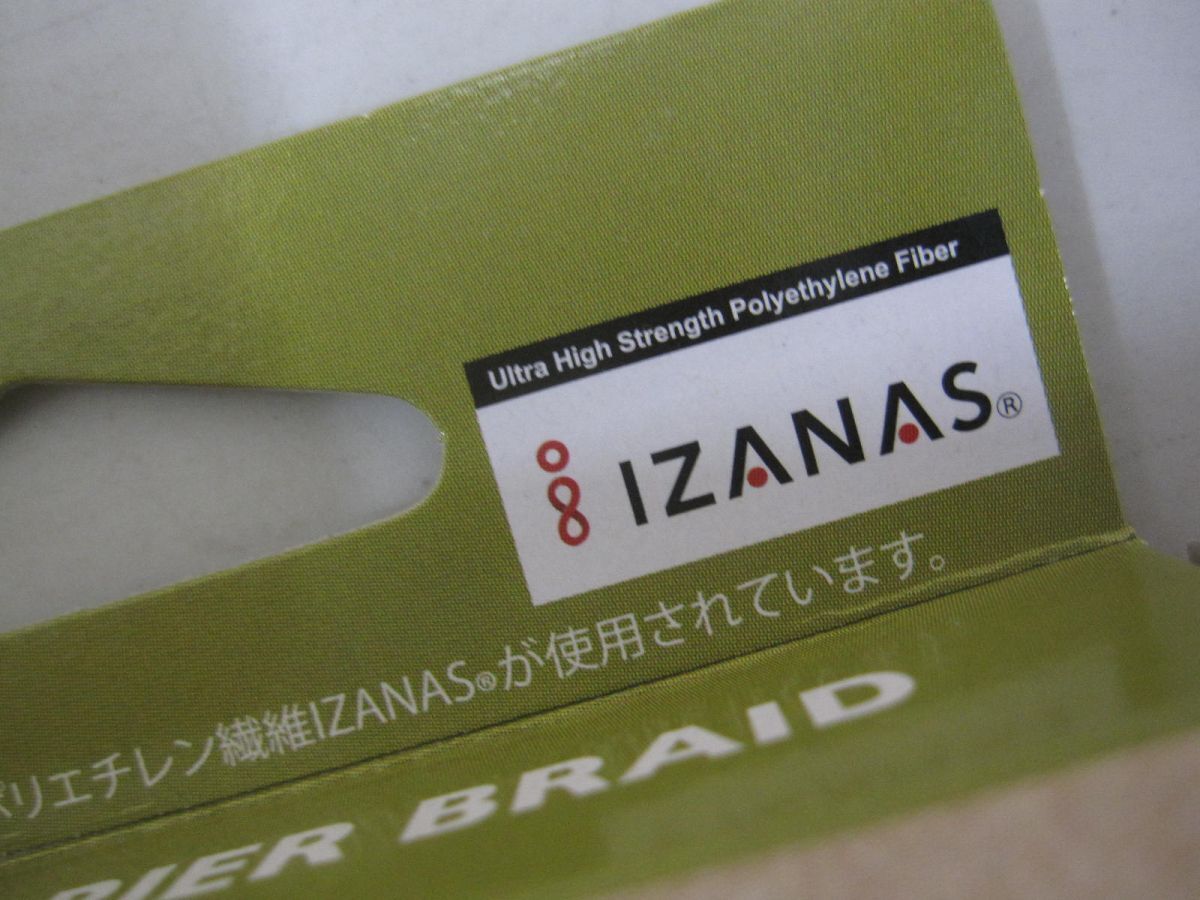 Ultra High Strength Polyethylene Fiber
IZANAS®
ポリエチレン繊維IZANAS®が使用されています。
BRAID